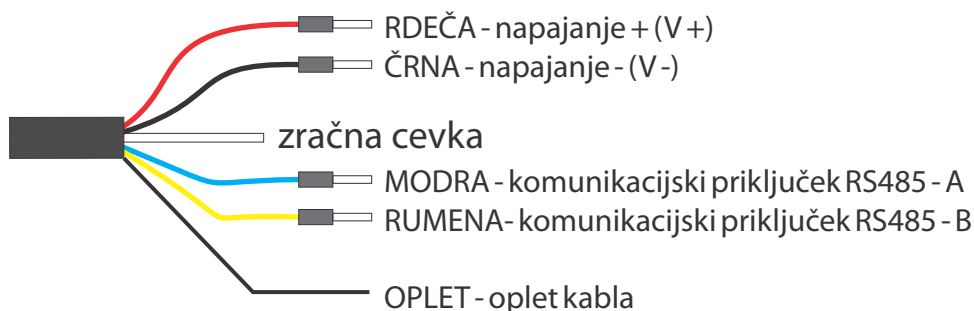 RDEČA - napajanje + (V +)
ČRNA - napajanje - (V -)
zračna cevka
MODRA - komunikacijski priključek RS485 - A
RUMENA- komunikacijski priključek RS485 - B
OPLET - oplet kabla